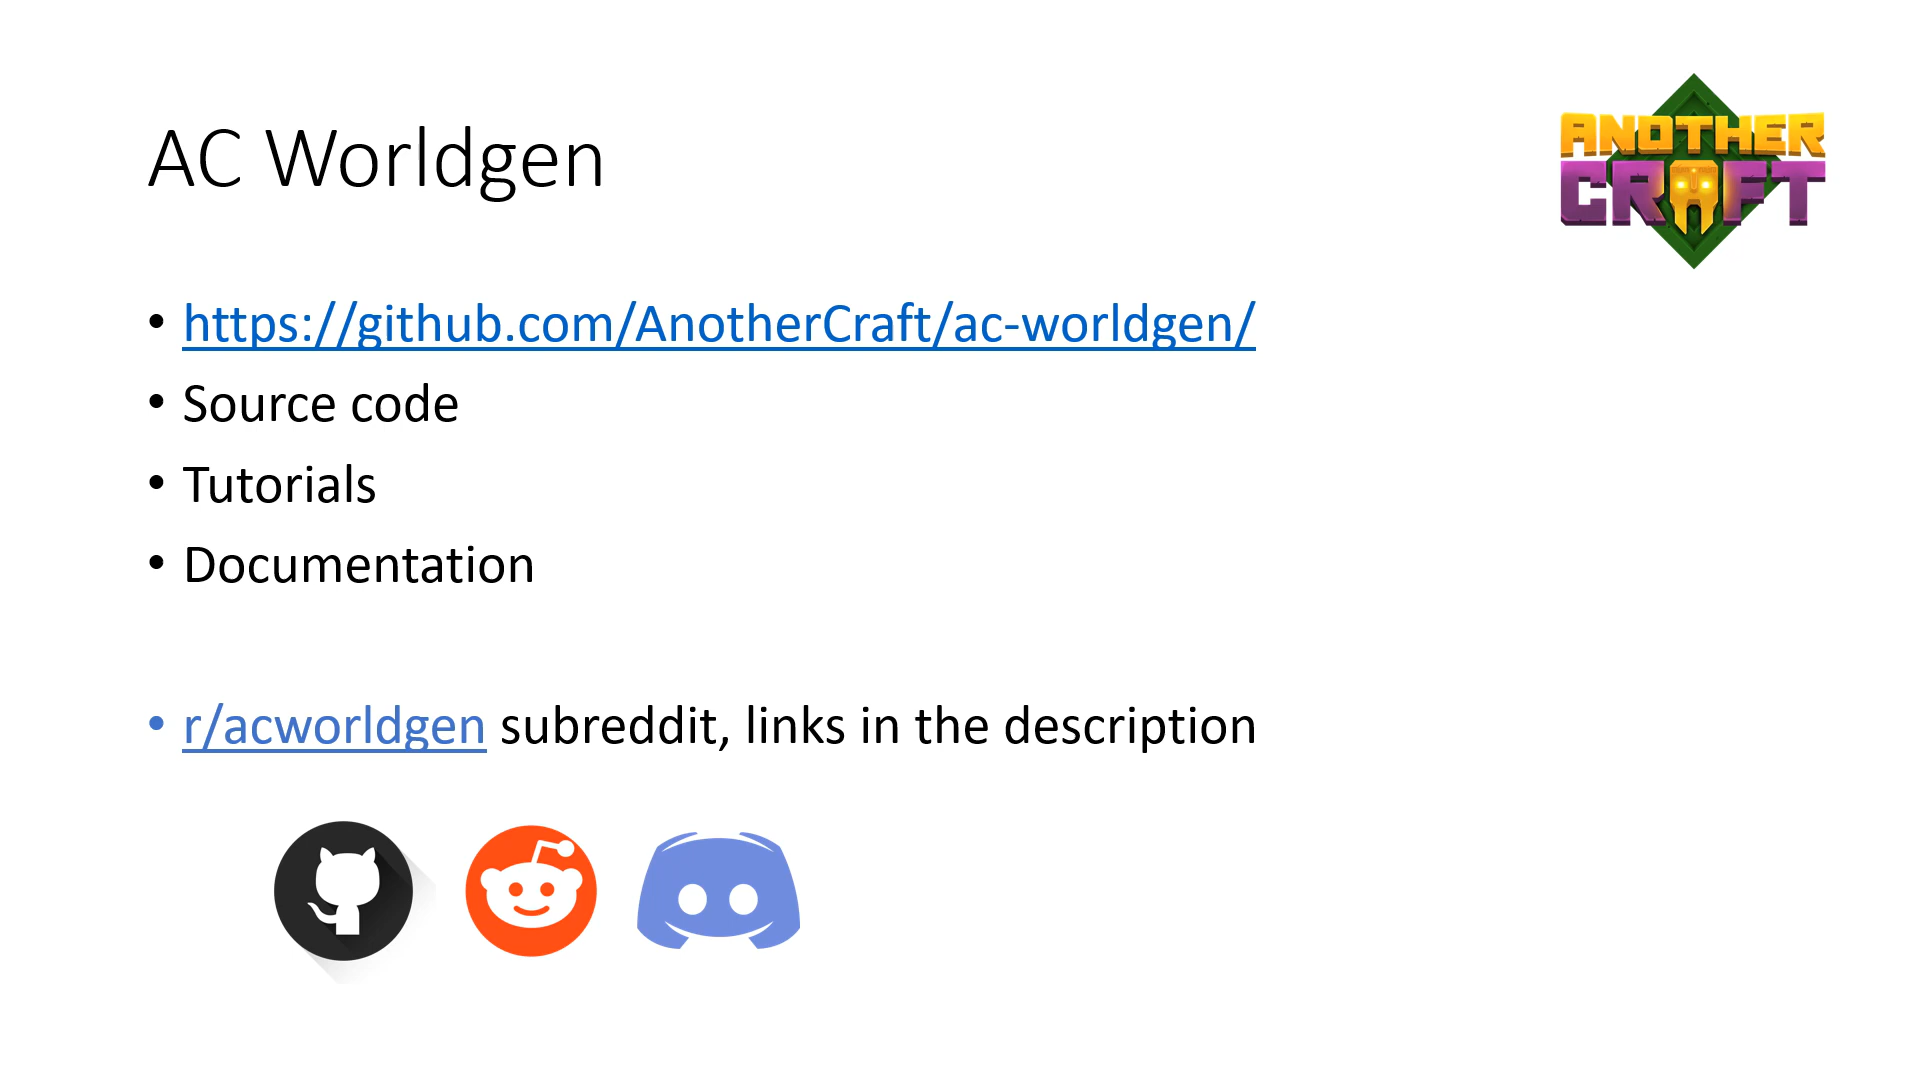 AC Worldgen
ANOTHER
CRAFT
• https://github.com/AnotherCraft/ac-worldgen/
• Source code
• Tutorials
• Documentation
• r/acworldgen subreddit, links in the description